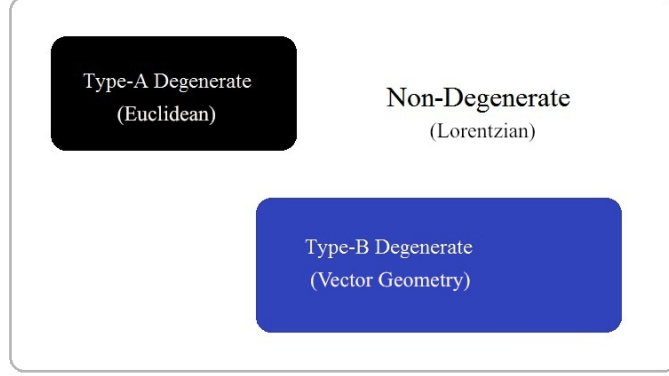 Type-A Degenerate
(Euclidean)
Non-Degenerate
(Lorentzian)
Type-B Degenerate
(Vector Geometry)